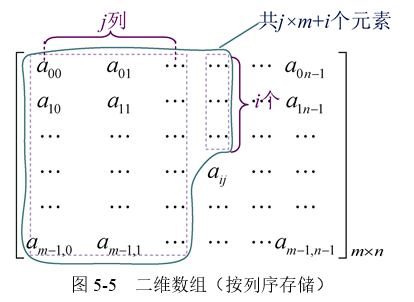 j列 共j×m+i个元素
a₀₀ a₀₁ ··· ··· ··· a₀ₙ₋₁
a₁₀ a₁₁ ··· ··· ··· a₁ₙ₋₁
i个
··· ··· ··· ··· ··· ···
··· ··· ··· aᵢⱼ ··· ···
··· ··· ··· ··· ··· ···
aₘ₋₁,₀ aₘ₋₁,₁ ··· ··· ··· aₘ₋₁,ₙ₋₁
m×n
图 5-5 二维数组（按列序存储）